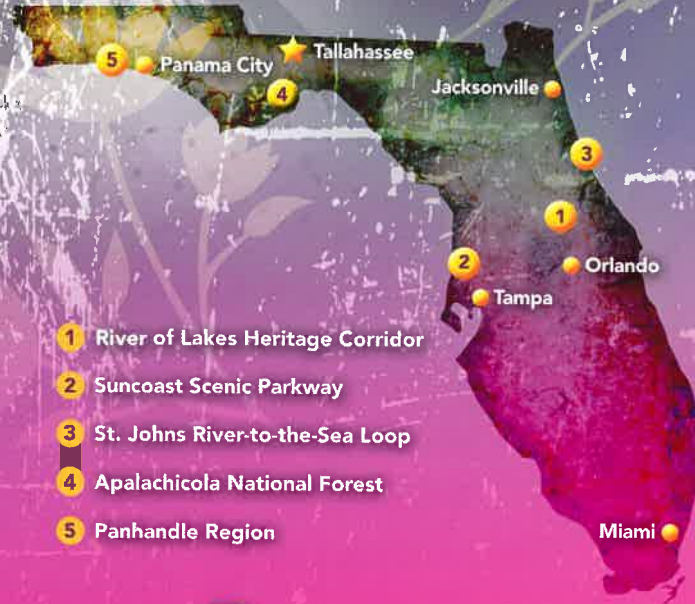 5 Panama City
Tallahassee
4
Jacksonville
3
1
2
Orlando
Tampa
1 River of Lakes Heritage Corridor
2 Suncoast Scenic Parkway
3 St. Johns River-to-the-Sea Loop
4 Apalachicola National Forest
5 Panhandle Region
Miami